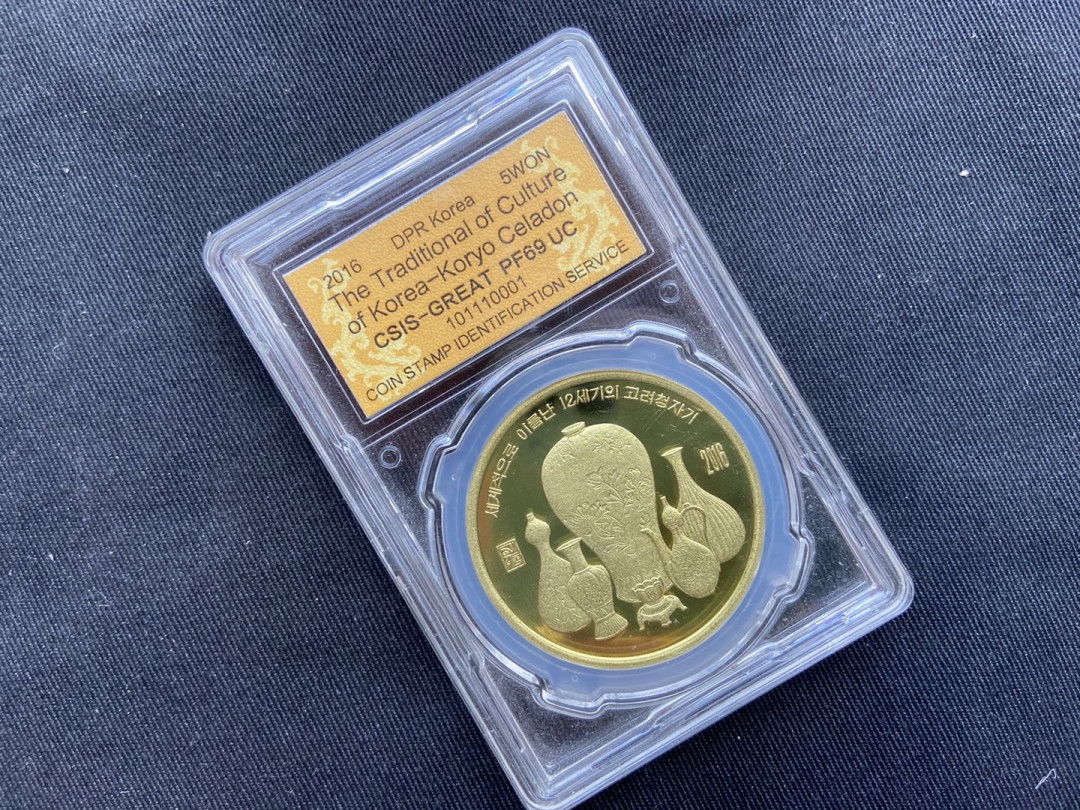 2016 DPR Korea 5WON
The Traditional of Culture
of Korea-Koryo Celadon
CSIS-GREAT PF69 UC
101110001
COIN STAMP IDENTIFICATION SERVICE
세계적으로 이름난 12세기의 고려청자기
2016